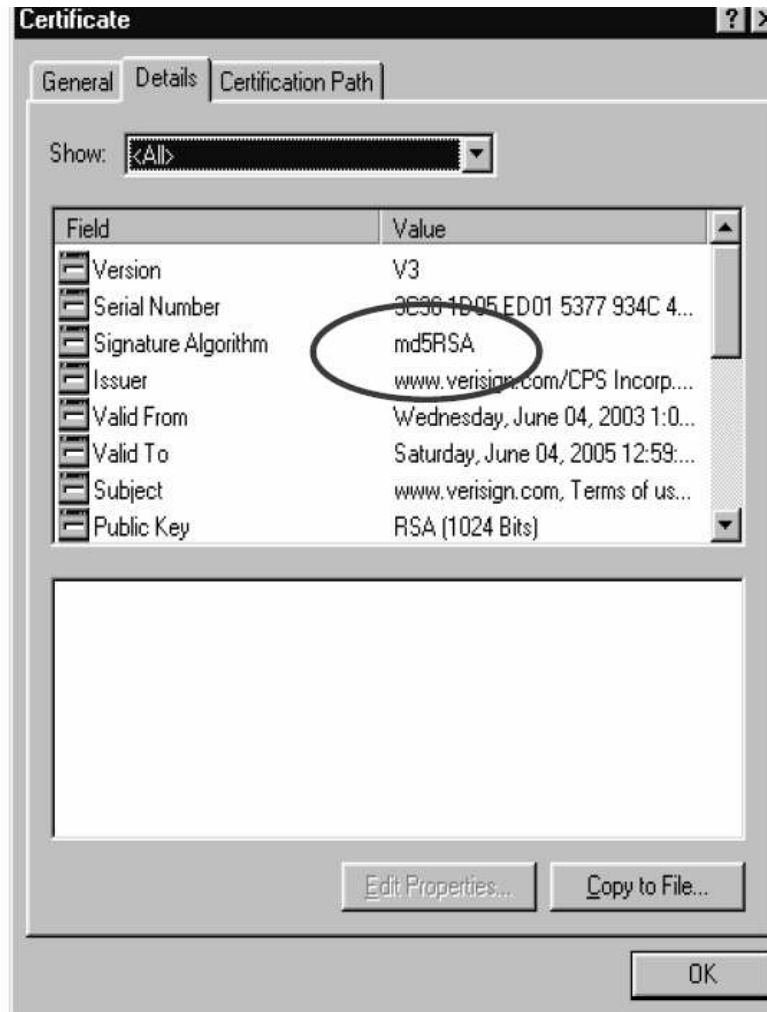 Certificate
General Details Certification Path
Show: <All>
Field Value
Version V3
Serial Number 3C36 1D05 ED01 5377 934C 4...
Signature Algorithm md5RSA
Issuer www.verisign.com/CPS Incorp....
Valid From Wednesday, June 04, 2003 1:0...
Valid To Saturday, June 04, 2005 12:59:...
Subject www.verisign.com, Terms of us...
Public Key RSA (1024 Bits)
Edit Properties... Copy to File...
OK